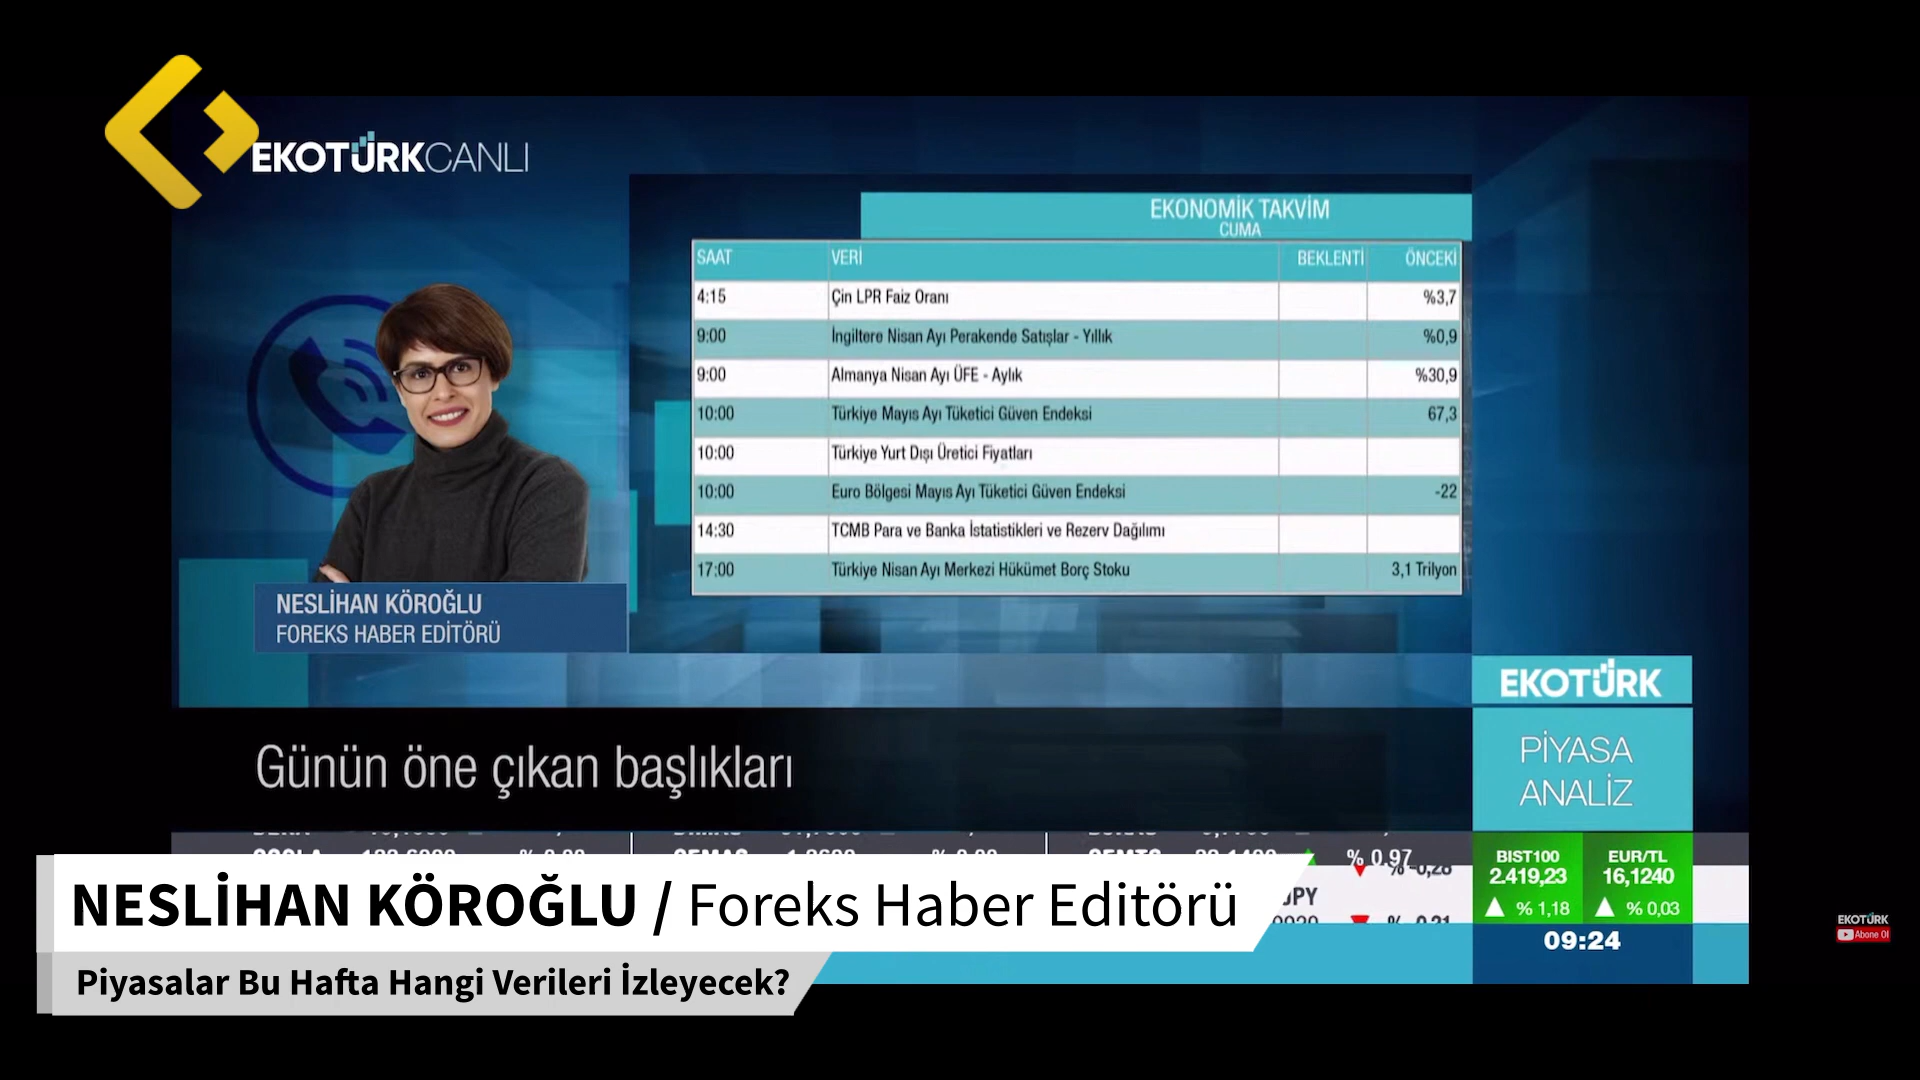 EKOTÜRKCANLI
EKONOMİK TAKVİM
CUMA
SAAT VERİ BEKLENTİ ÖNCEKİ
4:15 Çin LPR Faiz Oranı %3,7
9:00 İngiltere Nisan Ayı Perakende Satışlar - Yıllık %0,9
9:00 Almanya Nisan Ayı ÜFE - Aylık %30,9
10:00 Türkiye Mayıs Ayı Tüketici Güven Endeksi 67,3
10:00 Türkiye Yurt Dışı Üretici Fiyatları
10:00 Euro Bölgesi Mayıs Ayı Tüketici Güven Endeksi -22
14:30 TCMB Para ve Banka İstatistikleri ve Rezerv Dağılımı
17:00 Türkiye Nisan Ayı Merkezi Hükümet Borç Stoku 3,1 Trilyon
NESLİHAN KÖROĞLU
FOREKS HABER EDİTÖRÜ
EKOTÜRK
Günün öne çıkan başlıkları
PİYASA
ANALİZ
% 0,97
BIST100 EUR/TL
2.419,23 16,1240
% 1,18 % 0,03
09:24
NESLİHAN KÖROĞLU / Foreks Haber Editörü
Piyasalar Bu Hafta Hangi Verileri İzleyecek?
EKOTÜRK
Abone Ol